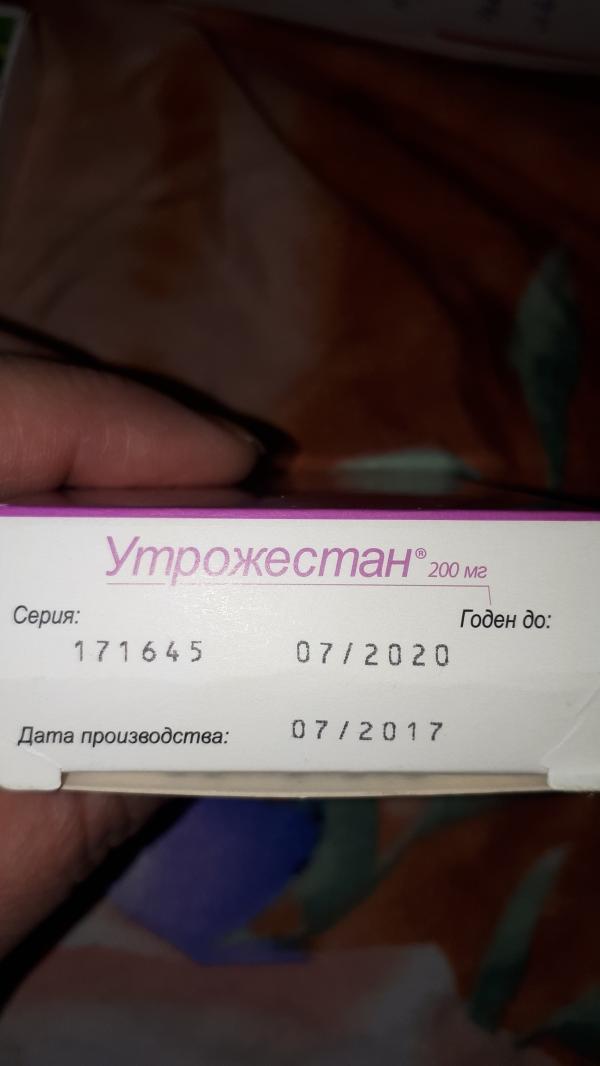 Утрожестан® 200 мг
Серия: Годен до:
171645 07/2020
Дата производства: 07/2017